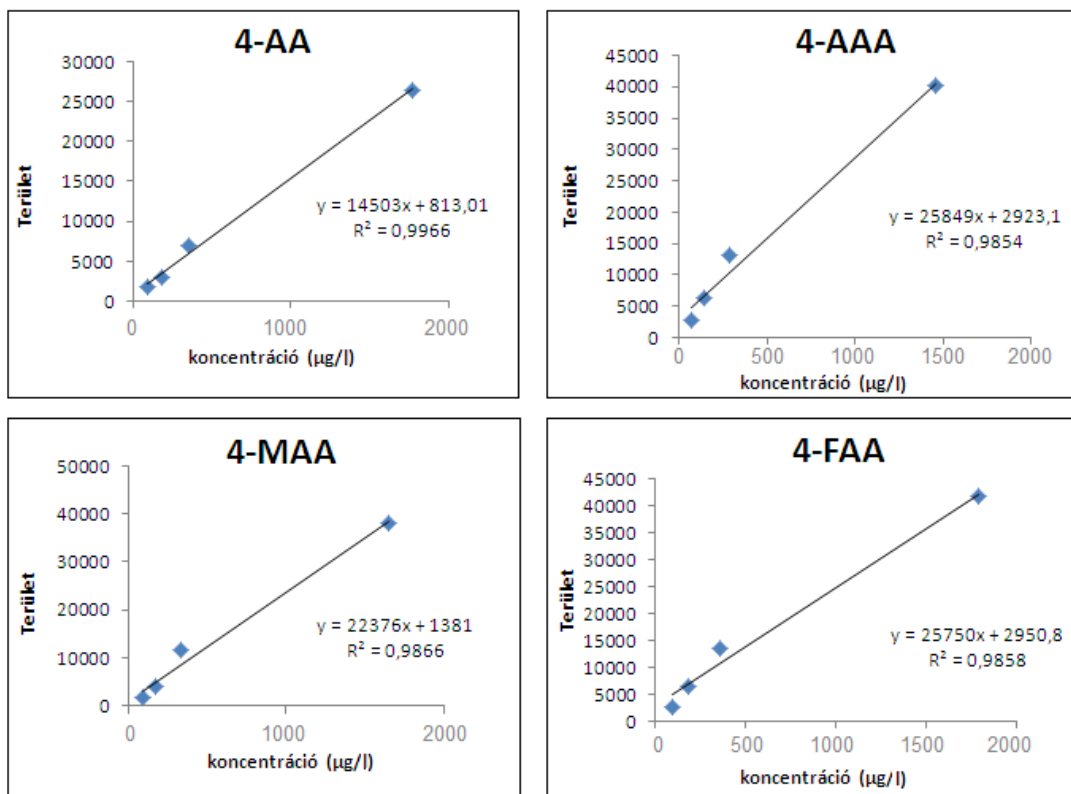 4-AA
30000
25000
20000
15000
10000
5000
0
Terület
y = 14503x + 813,01
R² = 0,9966
0 1000 2000
koncentráció (µg/l)
4-AAA
45000
40000
35000
30000
25000
20000
15000
10000
5000
0
Terület
y = 25849x + 2923,1
R² = 0,9854
0 500 1000 1500 2000
koncentráció (µg/l)
4-MAA
50000
40000
30000
20000
10000
0
Terület
y = 22376x + 1381
R² = 0,9866
0 1000 2000
koncentráció (µg/l)
4-FAA
45000
40000
35000
30000
25000
20000
15000
10000
5000
0
Terület
y = 25750x + 2950,8
R² = 0,9858
0 500 1000 1500 2000
koncentráció (µg/l)